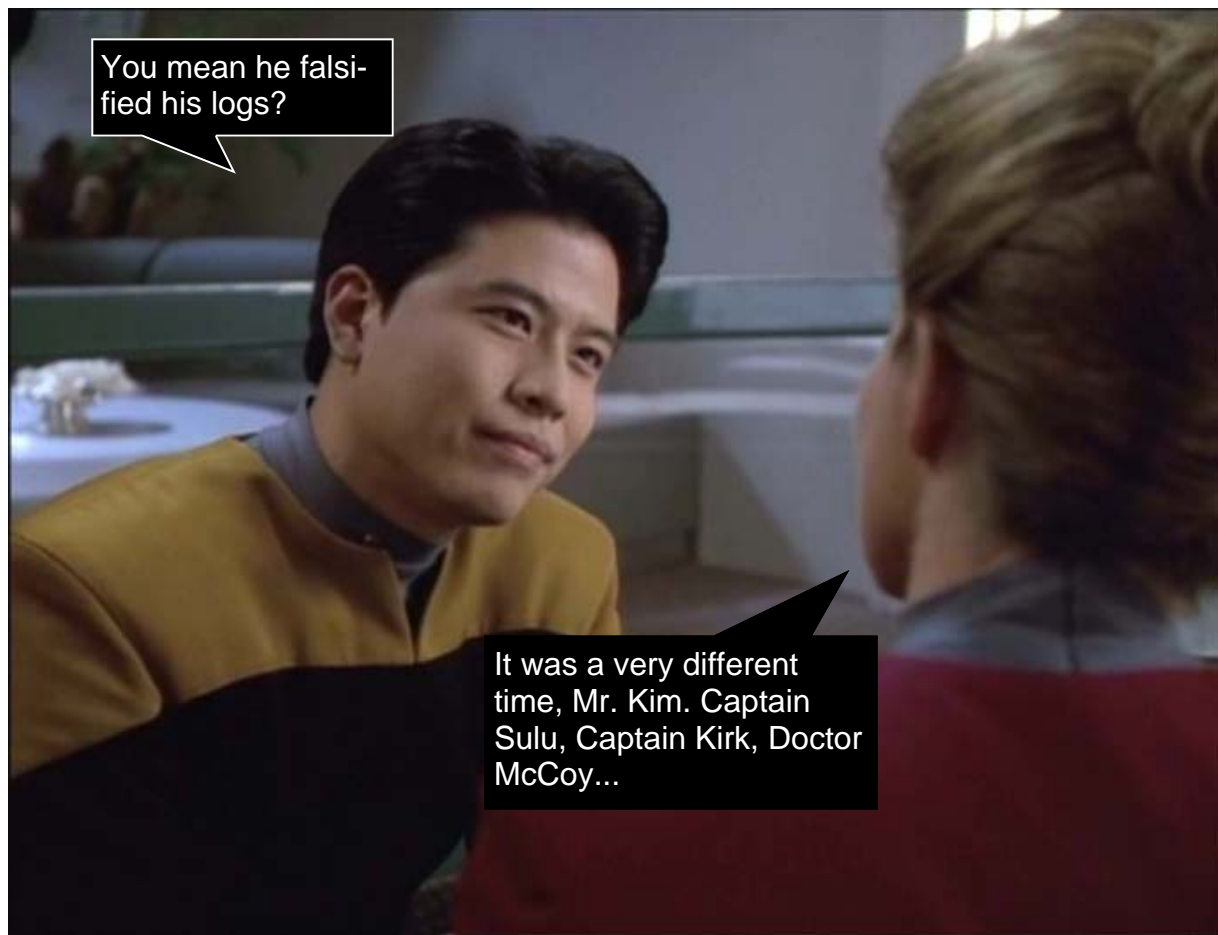 You mean he falsi-
fied his logs?
It was a very different
time, Mr. Kim. Captain
Sulu, Captain Kirk, Doctor
McCoy...